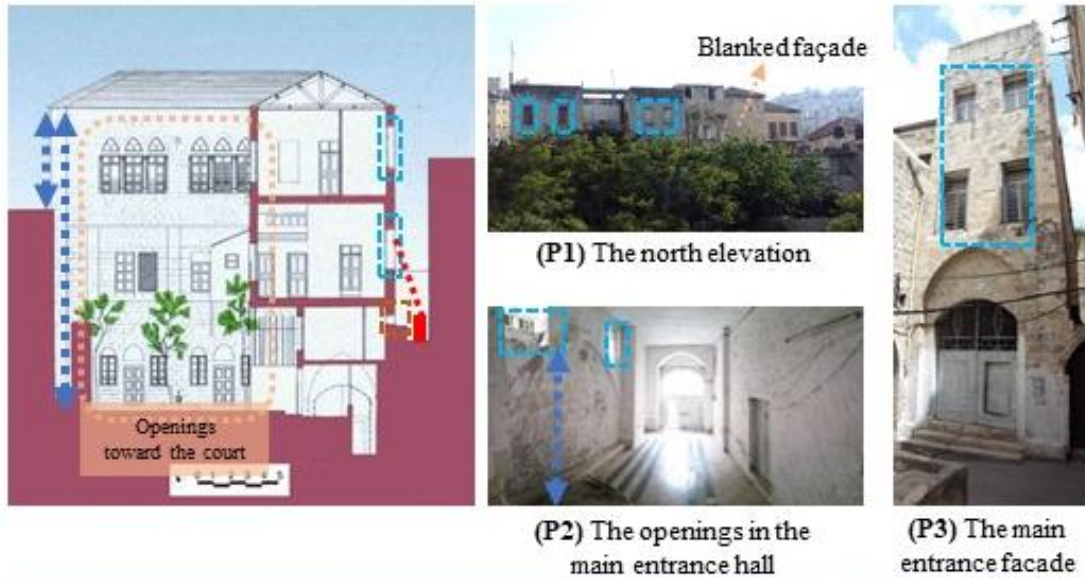 Openings
toward the court
Blanked façade
(P1) The north elevation
(P2) The openings in the
main entrance hall
(P3) The main
entrance facade